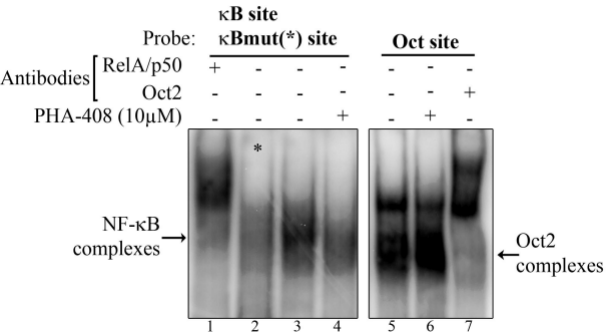 κB site
Probe: κBmut(*) site Oct site
Antibodies
RelA/p50 + - - - - - -
Oct2 - - - - - - +
PHA-408 (10µM) - - - + - + -
*
NF-κB
complexes
Oct2
complexes
1 2 3 4 5 6 7